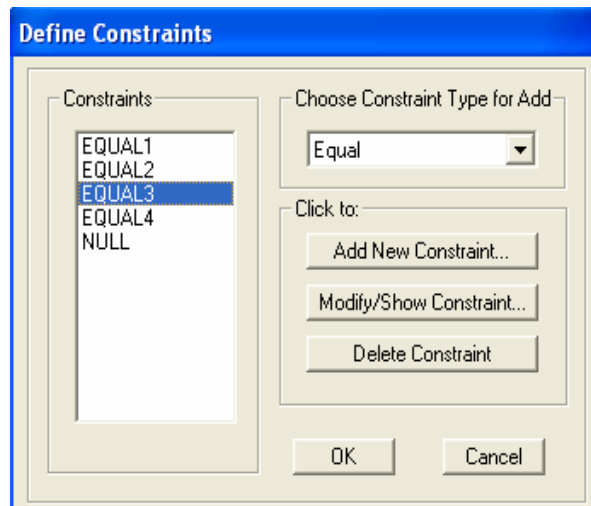 Define Constraints
Constraints
EQUAL1
EQUAL2
EQUAL3
EQUAL4
NULL
Choose Constraint Type for Add
Equal
Click to:
Add New Constraint...
Modify/Show Constraint...
Delete Constraint
OK
Cancel